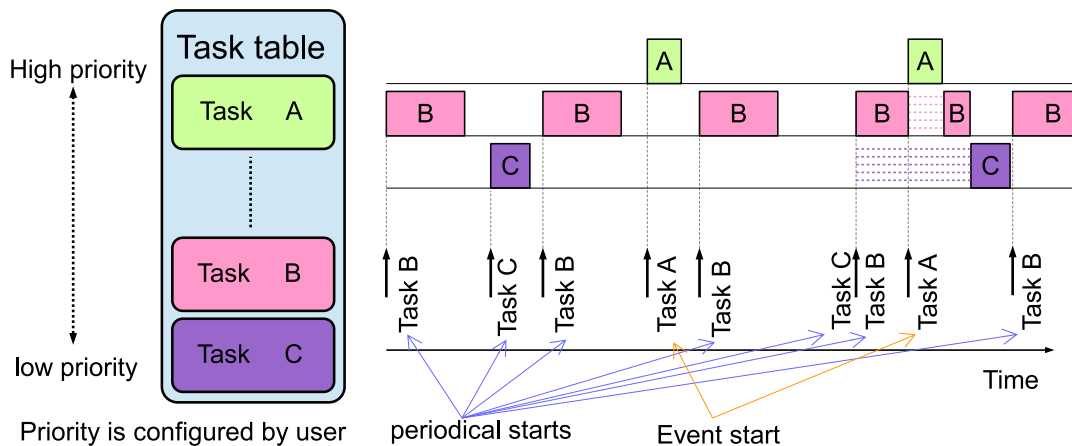 Task table
High priority
Task A
Task B
Task C
low priority
Priority is configured by user
A
A
B
B
B
B
B
B
C
C
Task B
Task C
Task B
Task A
Task B
Task C
Task B
Task A
Task B
Time
periodical starts
Event start